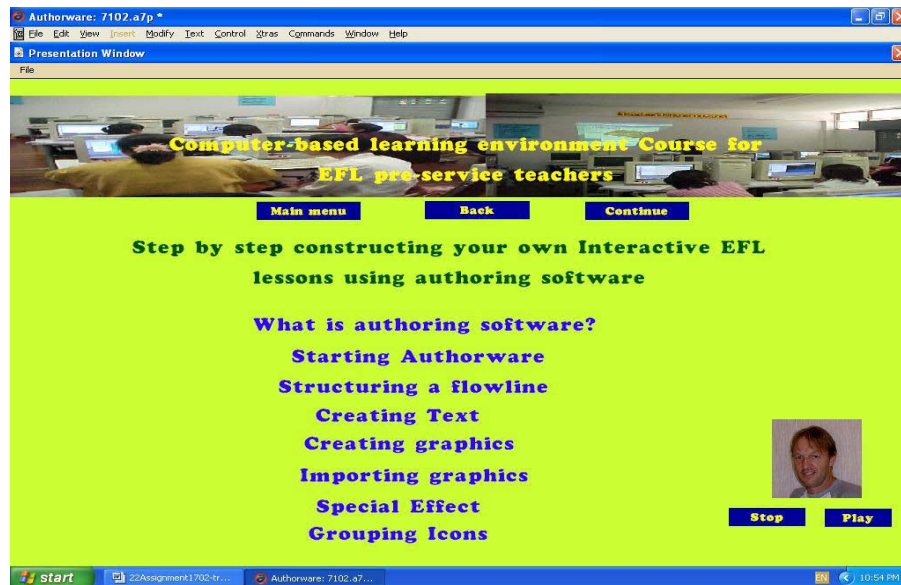 Authorware: 7102.a7p *
File Edit View Insert Modify Text Control Xtras Commands Window Help
Presentation Window
File
Computer-based learning environment Course for
EFL pre-service teachers
Main menu Back Continue
Step by step constructing your own Interactive EFL
lessons using authoring software
What is authoring software?
Starting Authorware
Structuring a flowline
Creating Text
Creating graphics
Importing graphics
Special Effect
Grouping Icons
Stop Play
start 22Assignment1702-tr... Authorware: 7102.a7... EN 10:54 PM